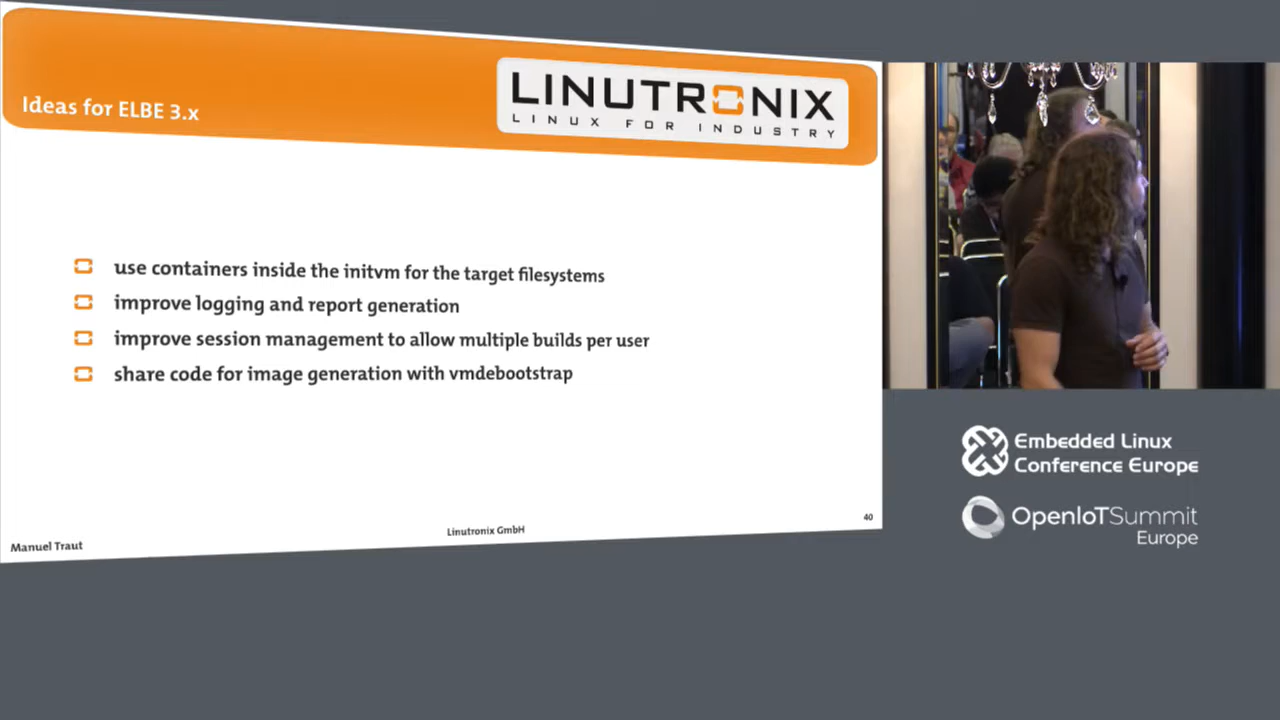 Ideas for ELBE 3.x
LINUTRONIX
LINUX FOR INDUSTRY
use containers inside the initvm for the target filesystems
improve logging and report generation
improve session management to allow multiple builds per user
share code for image generation with vmdebootstrap
Manuel Traut
Linutronix GmbH
40
Embedded Linux
Conference Europe
OpenIoTSummit
Europe